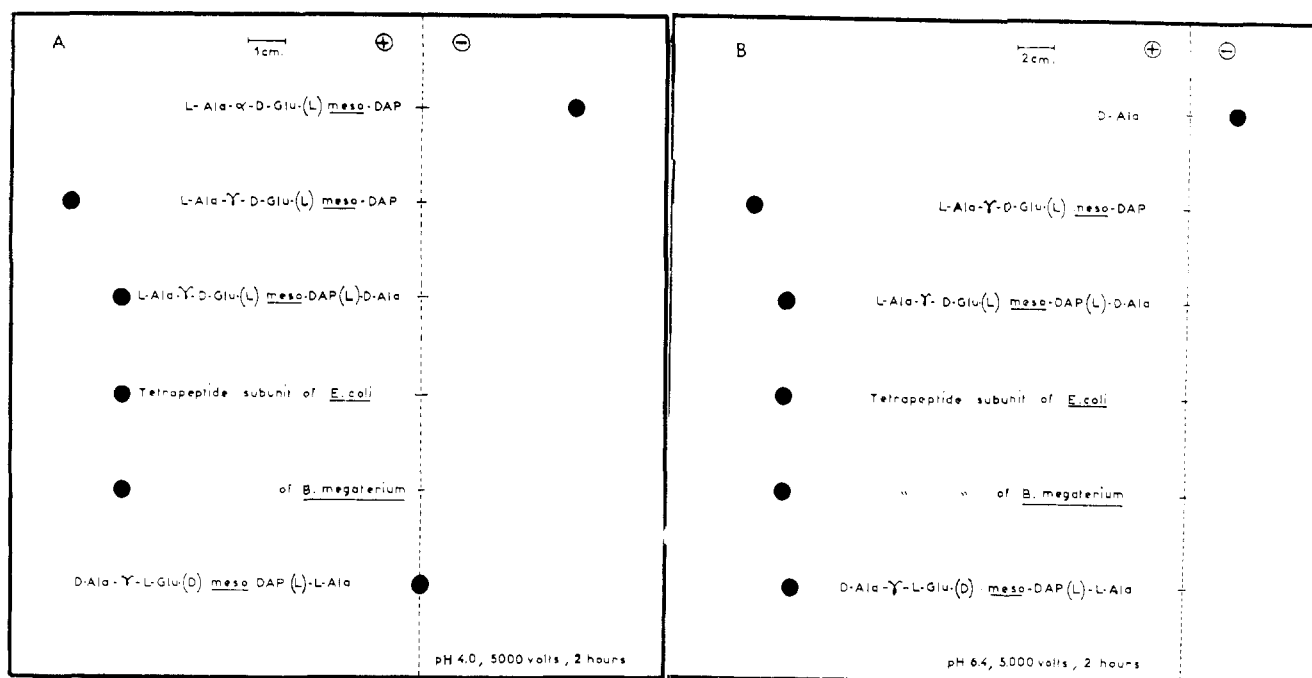 A
1cm.
⊕ ⊖
L-Ala-α-D-Glu-(L) meso-DAP
L-Ala-γ-D-Glu-(L) meso-DAP
L-Ala-γ-D-Glu-(L) meso-DAP(L)-D-Ala
Tetrapeptide subunit of E.coli
of B. megaterium
D-Ala-γ-L-Glu-(D) meso DAP(L)-L-Ala
pH 4.0, 5000 volts, 2 hours
B
2cm.
⊕ ⊖
D-Ala
L-Ala-γ-D-Glu-(L) meso-DAP
L-Ala-γ-D-Glu(L) meso-DAP(L)-D-Ala
Tetrapeptide subunit of E.coli
" " of B. megaterium
D-Ala-γ-L-Glu-(D) meso-DAP(L)-L-Ala
pH 6.4, 5.000 volts, 2 hours